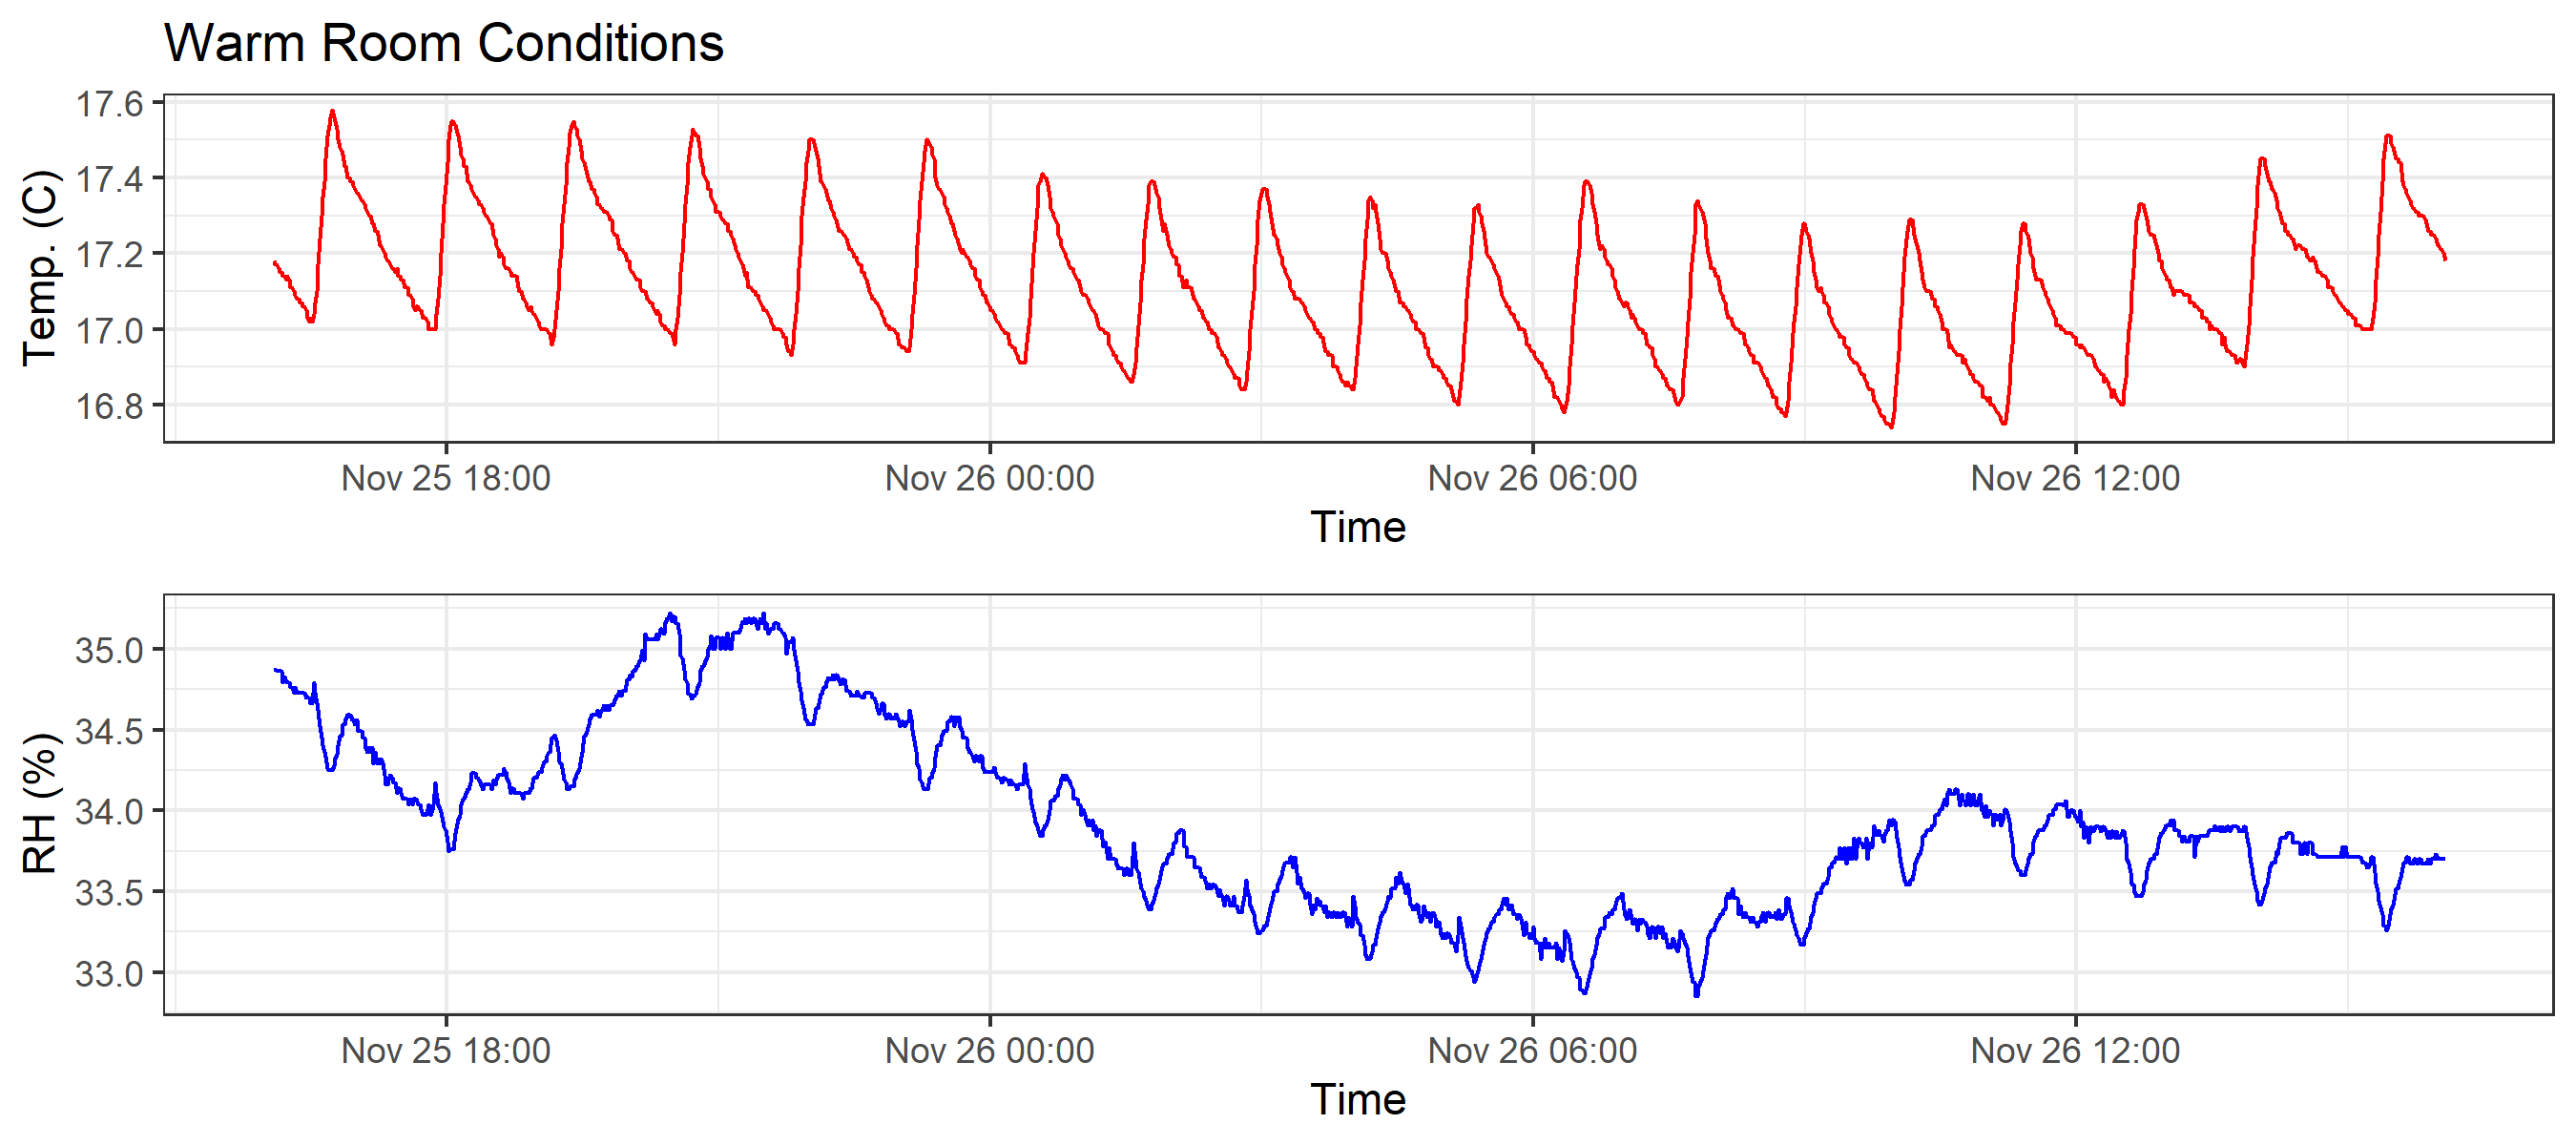 Warm Room Conditions
Temp. (C)
17.6
17.4
17.2
17.0
16.8
Nov 25 18:00 Nov 26 00:00 Nov 26 06:00 Nov 26 12:00
Time
RH (%)
35.0
34.5
34.0
33.5
33.0
Nov 25 18:00 Nov 26 00:00 Nov 26 06:00 Nov 26 12:00
Time